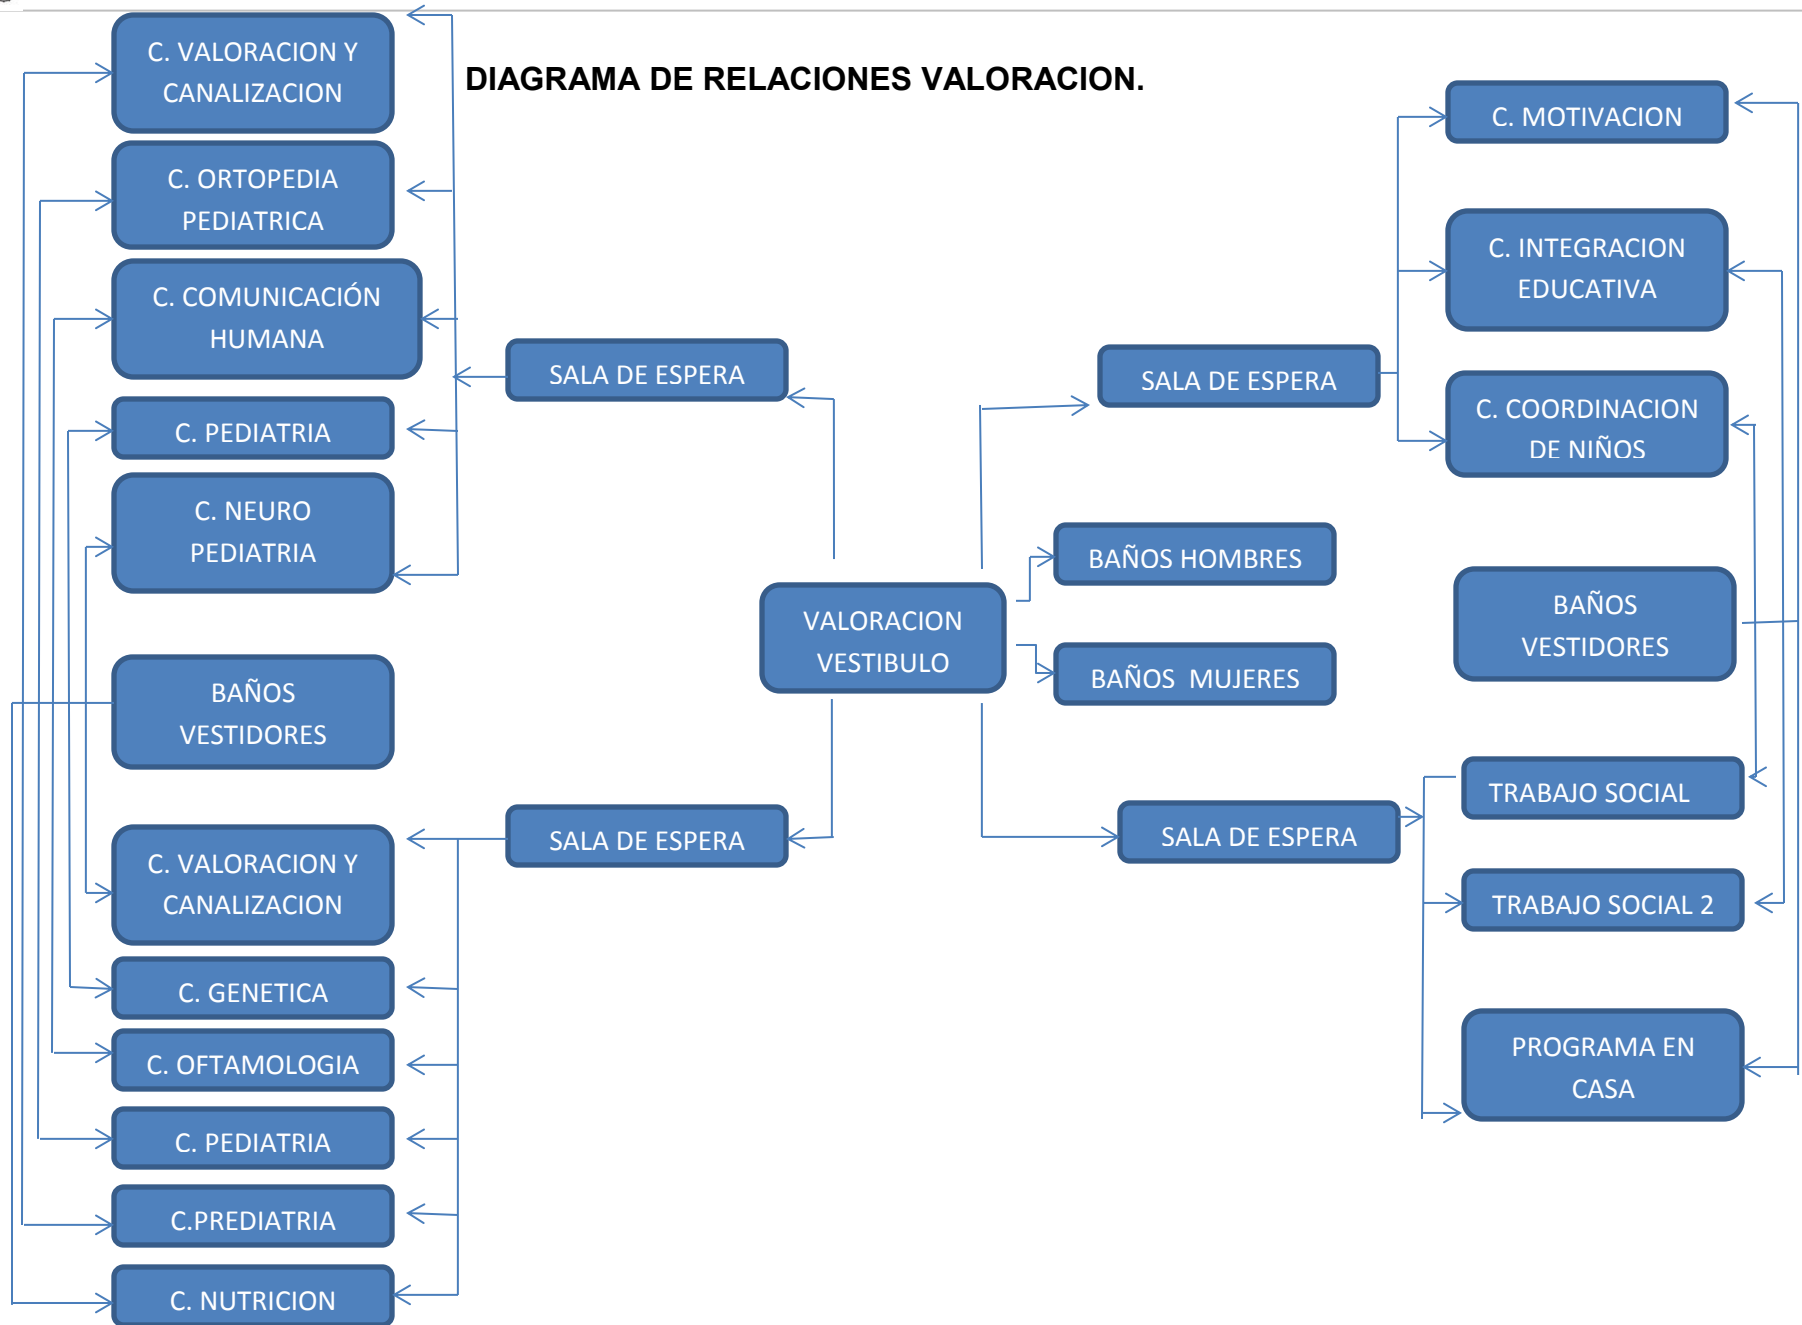 DIAGRAMA DE RELACIONES VALORACION.
C. VALORACION Y
CANALIZACION
C. ORTOPEDIA
PEDIATRICA
C. COMUNICACIÓN
HUMANA
C. PEDIATRIA
C. NEURO
PEDIATRIA
BAÑOS
VESTIDORES
C. VALORACION Y
CANALIZACION
C. GENETICA
C. OFTAMOLOGIA
C. PEDIATRIA
C.PREDIATRIA
C. NUTRICION
SALA DE ESPERA
SALA DE ESPERA
VALORACION
VESTIBULO
SALA DE ESPERA
BAÑOS HOMBRES
BAÑOS  MUJERES
SALA DE ESPERA
C. MOTIVACION
C. INTEGRACION
EDUCATIVA
C. COORDINACION
DE NIÑOS
BAÑOS
VESTIDORES
TRABAJO SOCIAL
TRABAJO SOCIAL 2
PROGRAMA EN
CASA